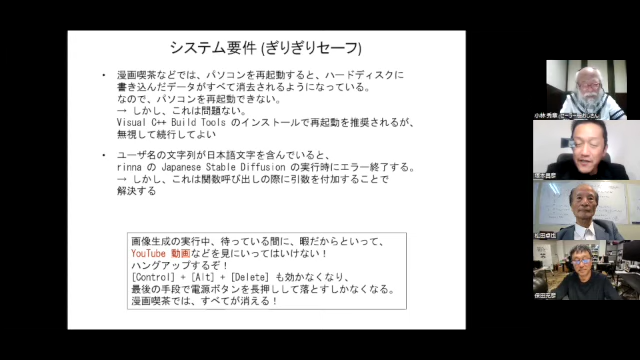 システム要件 (ぎりぎりセーフ)
• 漫画喫茶などでは、パソコンを再起動すると、ハードディスクに
書き込んだデータがすべて消去されるようになっている。
なので、パソコンを再起動できない。
→ しかし、これは問題ない。
Visual C++ Build Tools のインストールで再起動を推奨されるが、
無視して続行してよい
• ユーザ名の文字列が日本語文字を含んでいると、
rinna の Japanese Stable Diffusion の実行時にエラー終了する。
→ しかし、これは関数呼び出しの際に引数を付加することで
解決する
画像生成の実行中、待っている間に、暇だからといって、
YouTube 動画などを見にいってはいけない！
ハングアップするぞ！
[Control] + [Alt] + [Delete] も効かなくなり、
最後の手段で電源ボタンを長押しして落とすしかなくなる。
漫画喫茶では、すべてが消える！
小林 秀章
松田卓也
保田元彦